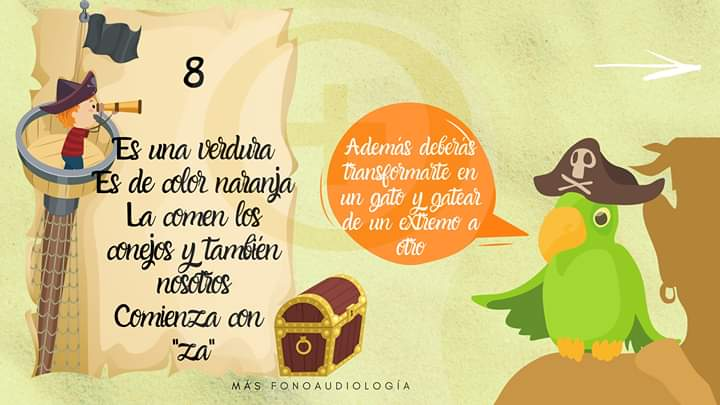 8
Es una verdura
Es de color naranja
La comen los
conejos y también
nosotros
Comienza con
"za"
Además deberás
transformarte en
un gato y gatear
de un extremo a
otro
MÁS FONOAUDIOLOGÍA